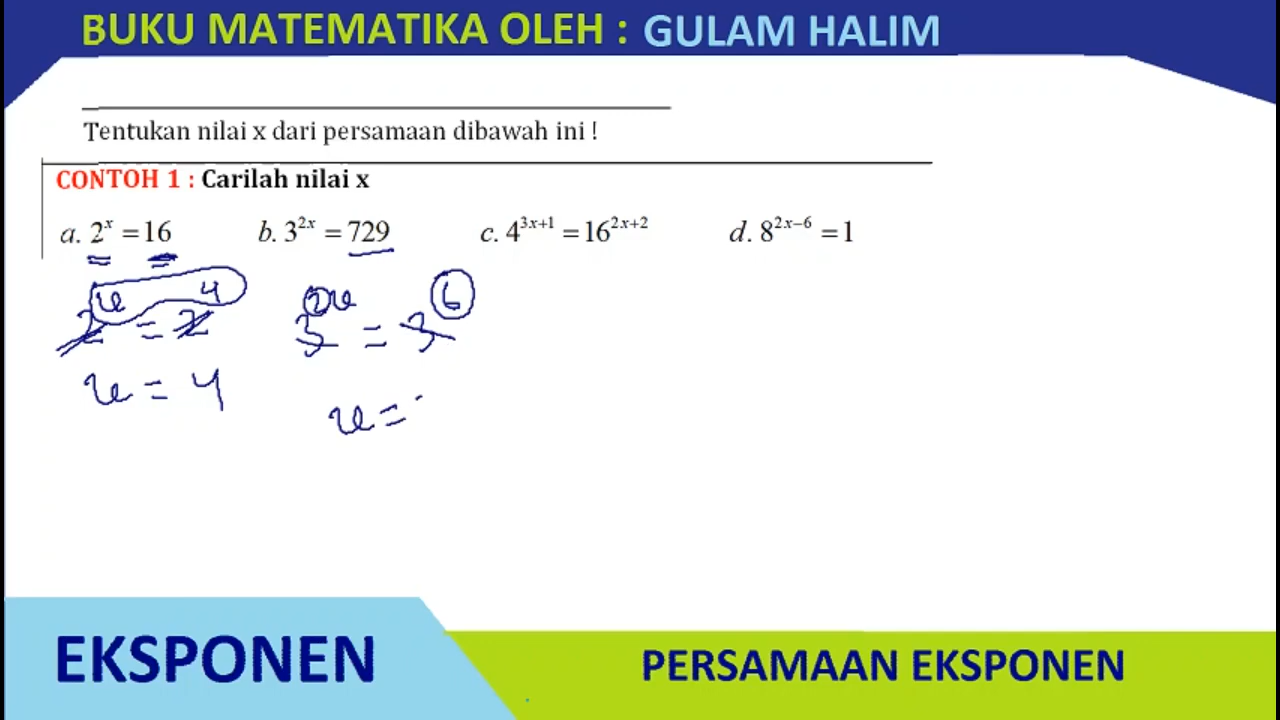 BUKU MATEMATIKA OLEH : GULAM HALIM
Tentukan nilai x dari persamaan dibawah ini !
CONTOH 1 : Carilah nilai x
a. 2^x = 16 b. 3^{2x} = 729 c. 4^{3x+1} = 16^{2x+2} d. 8^{2x−6} = 1
2^x = 2^4 3^{2x} = 3^6
x = 4 x =
EKSPONEN
PERSAMAAN EKSPONEN